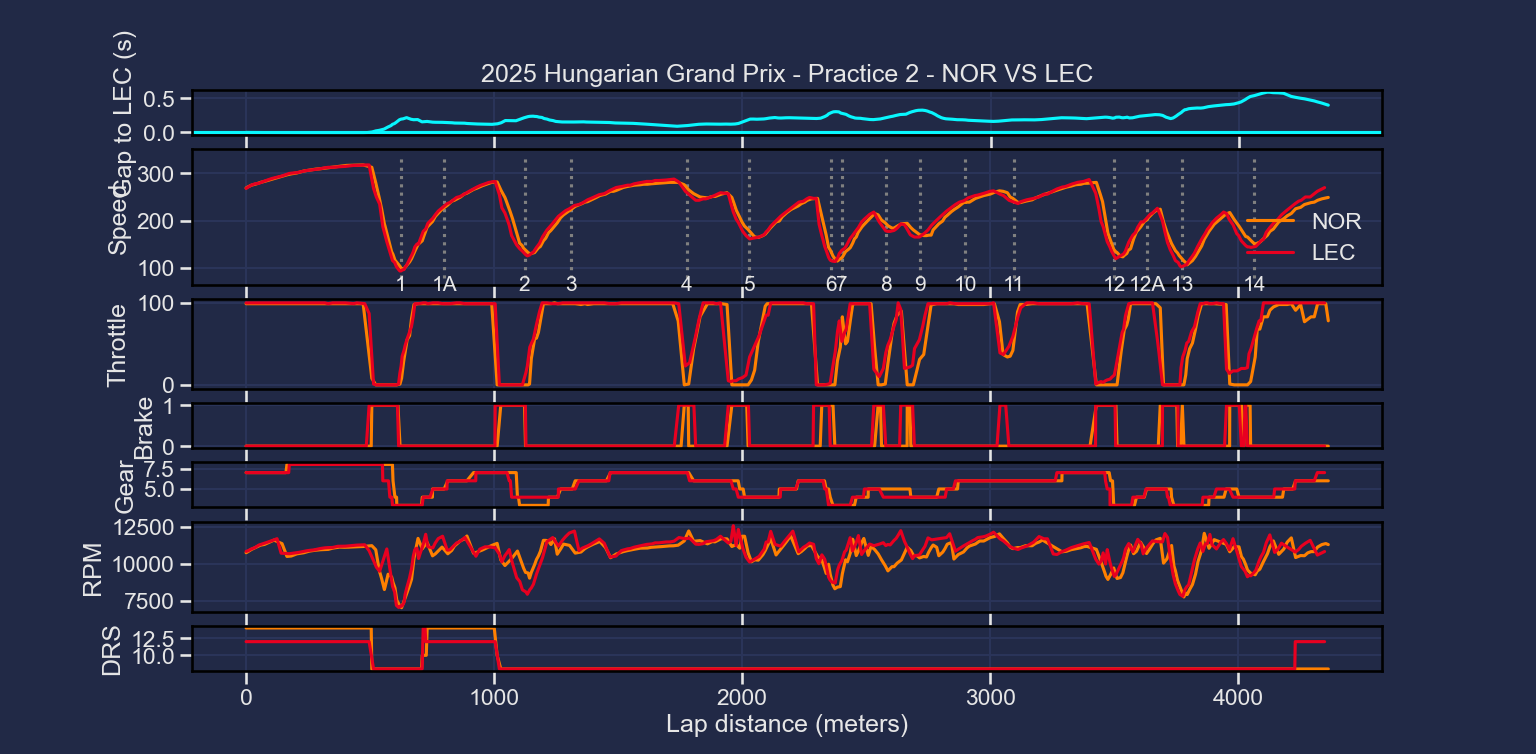 2025 Hungarian Grand Prix - Practice 2 - NOR VS LEC
Gap to LEC (s)
0.5
0.0
Speed
300
200
100
1 1A 2 3 4 5 6 7 8 9 10 11 12 12A 13 14
NOR
LEC
Throttle
100
0
Brake
1
0
Gear
7.5
5.0
RPM
12500
10000
7500
DRS
12.5
10.0
0 1000 2000 3000 4000
Lap distance (meters)